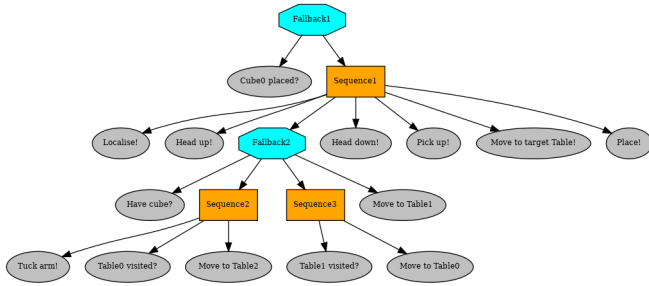 Fallback1
Cube0 placed?
Sequence1
Localise!
Head up!
Fallback2
Head down!
Pick up!
Move to target Table!
Place!
Have cube?
Sequence2
Sequence3
Move to Table1
Tuck arm!
Table0 visited?
Move to Table2
Table1 visited?
Move to Table0